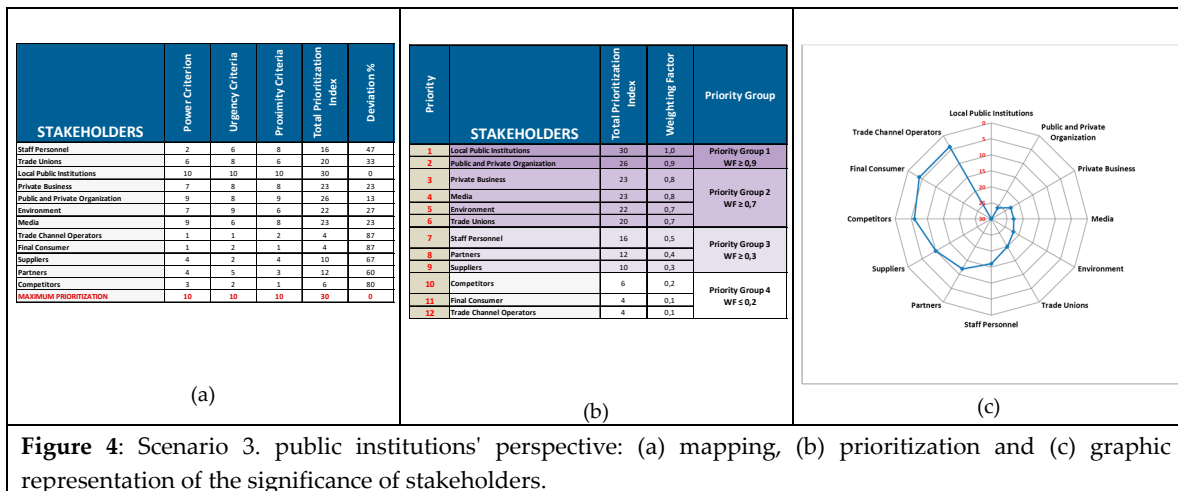 STAKEHOLDERS Power Criterion Urgency Criteria Proximity Criteria Total Prioritization Index Deviation %
Staff Personnel 2 6 8 16 47
Trade Unions 6 8 6 20 33
Local Public Institutions 10 10 10 30 0
Private Business 7 8 8 23 23
Public and Private Organization 9 8 9 26 13
Environment 7 9 6 22 27
Media 9 6 8 23 23
Trade Channel Operators 1 1 2 4 87
Final Consumer 1 2 1 4 87
Suppliers 4 2 4 10 67
Partners 4 5 3 12 60
Competitors 3 2 1 6 80
MAXIMUM PRIORITIZATION 10 10 10 30 0
(a)
Priority STAKEHOLDERS Total Prioritization Index Weighting Factor Priority Group
1 Local Public Institutions 30 1,0 Priority Group 1
2 Public and Private Organization 26 0,9 WF ≥ 0,9
3 Private Business 23 0,8
4 Media 23 0,8 Priority Group 2
5 Environment 22 0,7 WF ≥ 0,7
6 Trade Unions 20 0,7
7 Staff Personnel 16 0,5
8 Partners 12 0,4 Priority Group 3
9 Suppliers 10 0,3 WF ≥ 0,3
10 Competitors 6 0,2
11 Final Consumer 4 0,1 Priority Group 4
12 Trade Channel Operators 4 0,1 WF ≤ 0,2
(b)
Local Public Institutions
Public and Private
Organization
Private Business
Media
Environment
Trade Unions
Staff Personnel
Partners
Suppliers
Competitors
Final Consumer
Trade Channel Operators
0
5
10
15
20
25
30
(c)
Figure 4: Scenario 3. public institutions' perspective: (a) mapping, (b) prioritization and (c) graphic
representation of the significance of stakeholders.